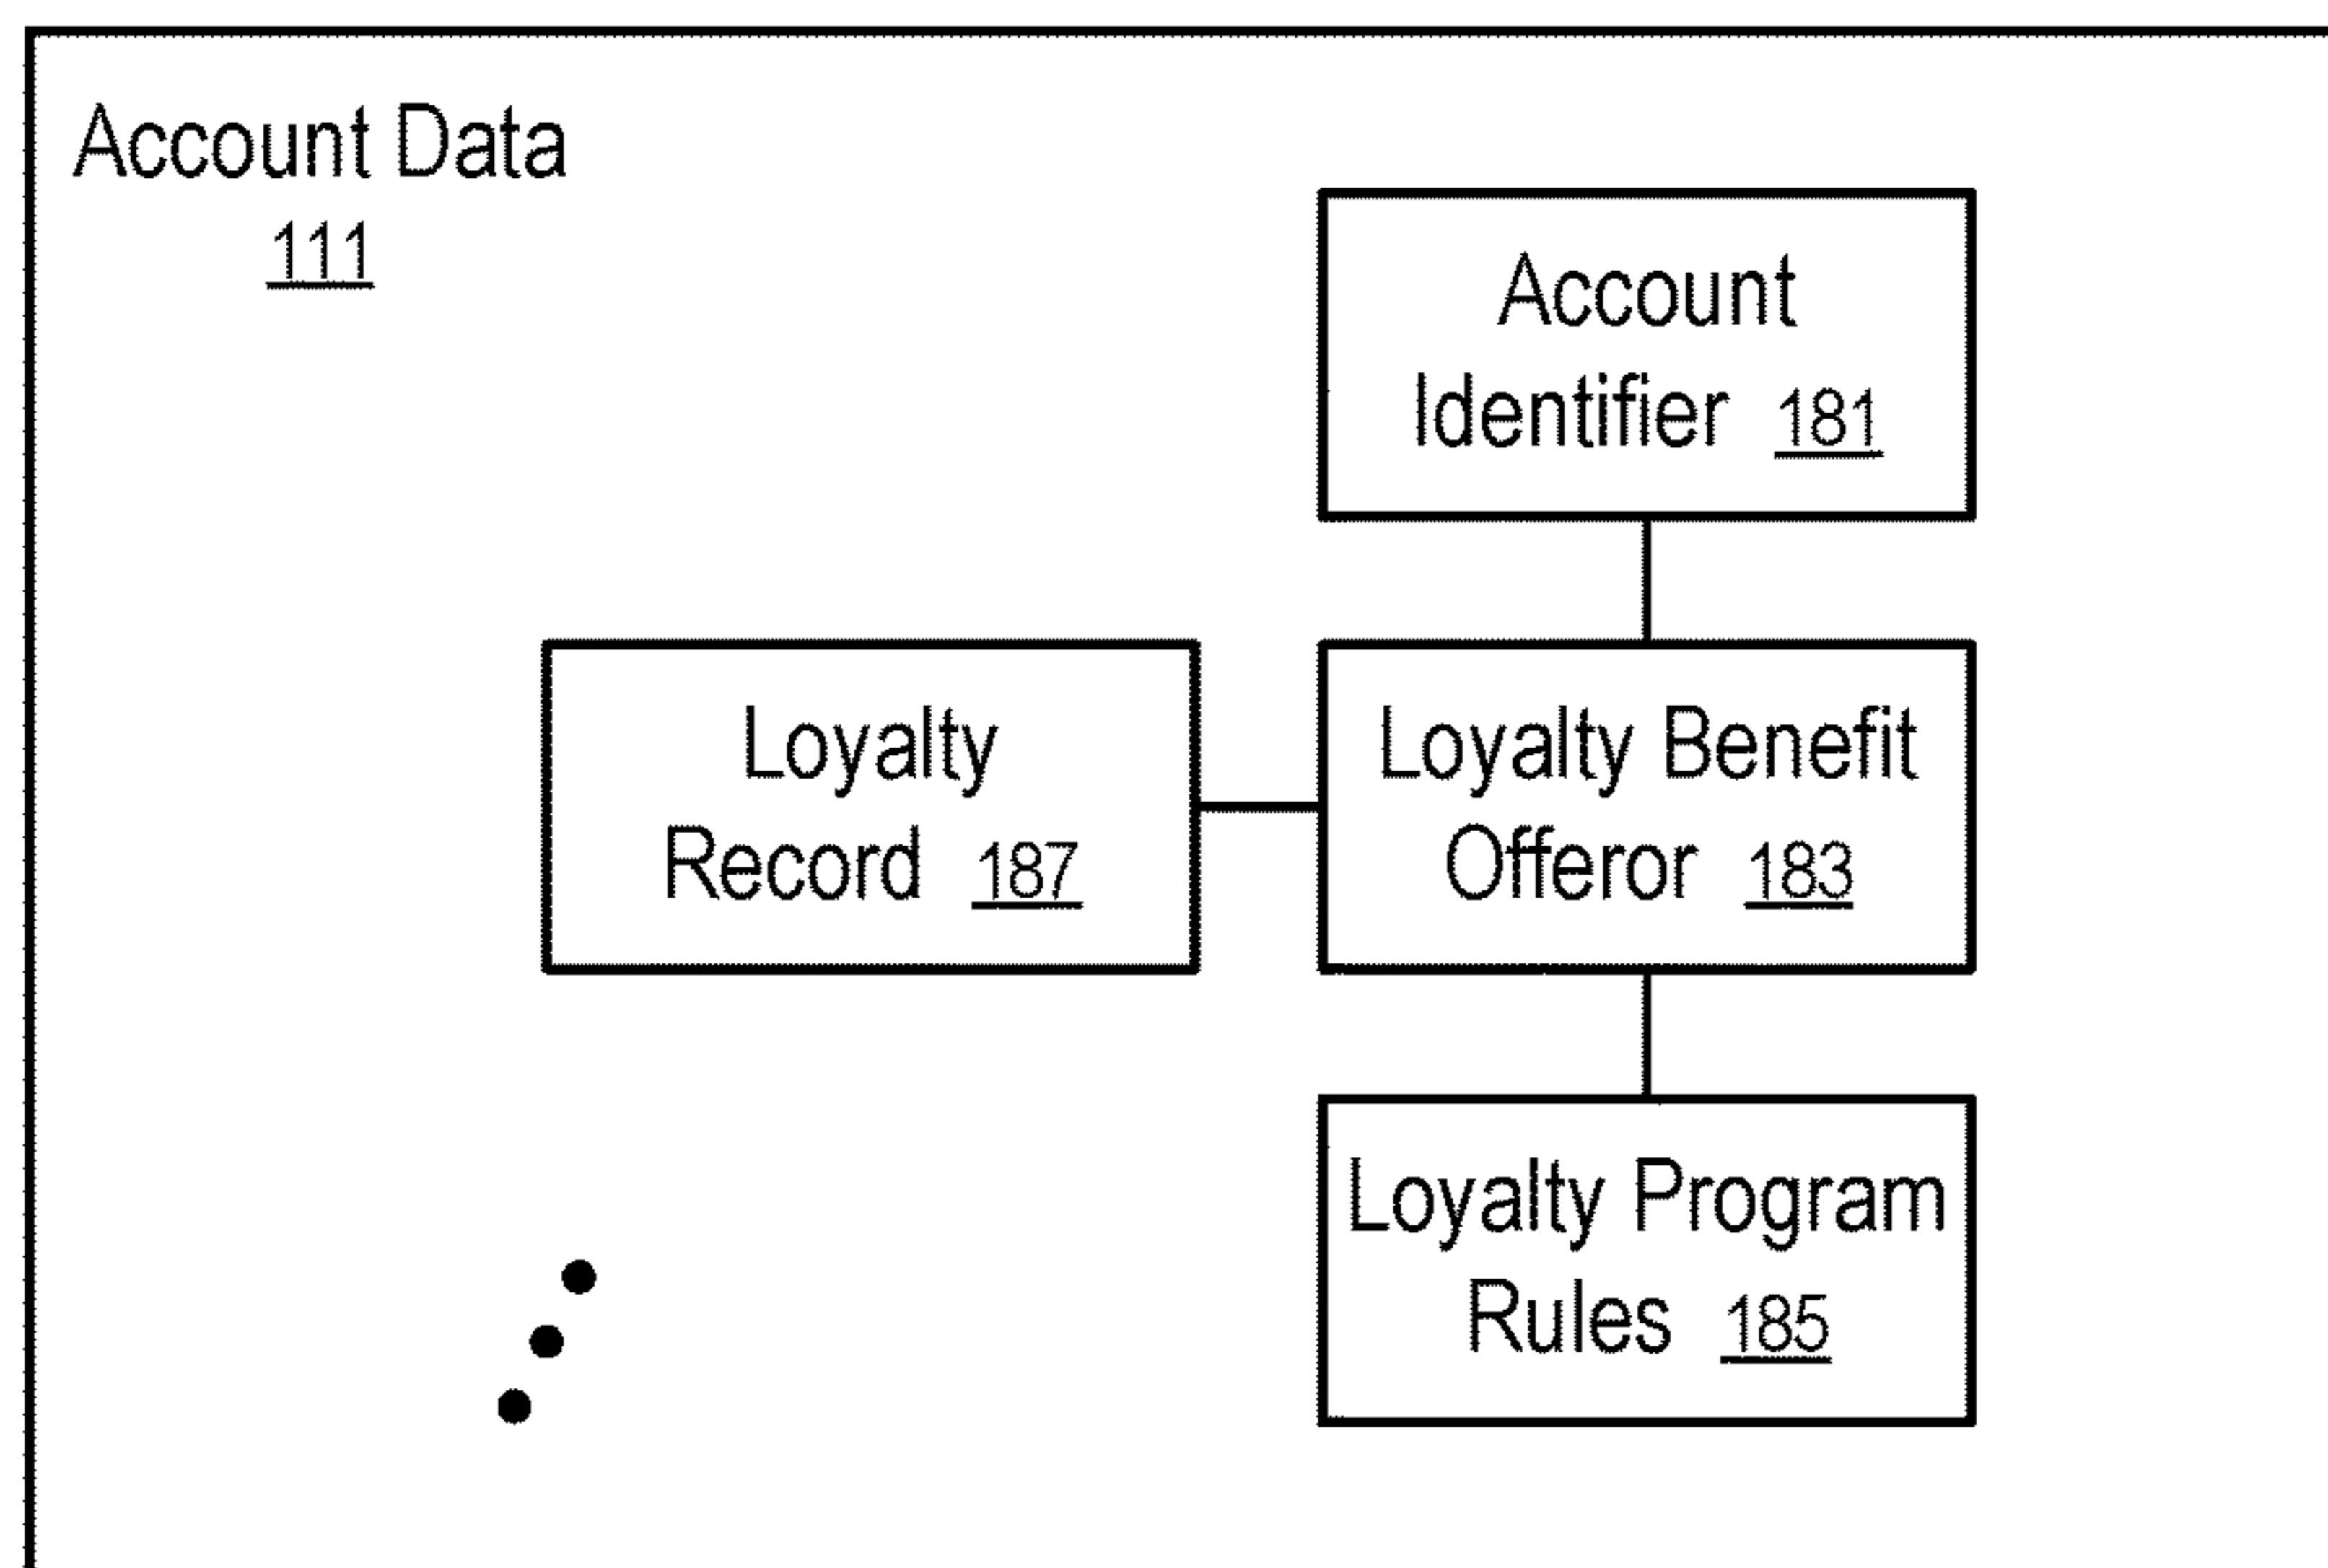 Account Data
111
Account
Identifier 181
Loyalty
Record 187
Loyalty Benefit
Offeror 183
Loyalty Program
Rules 185